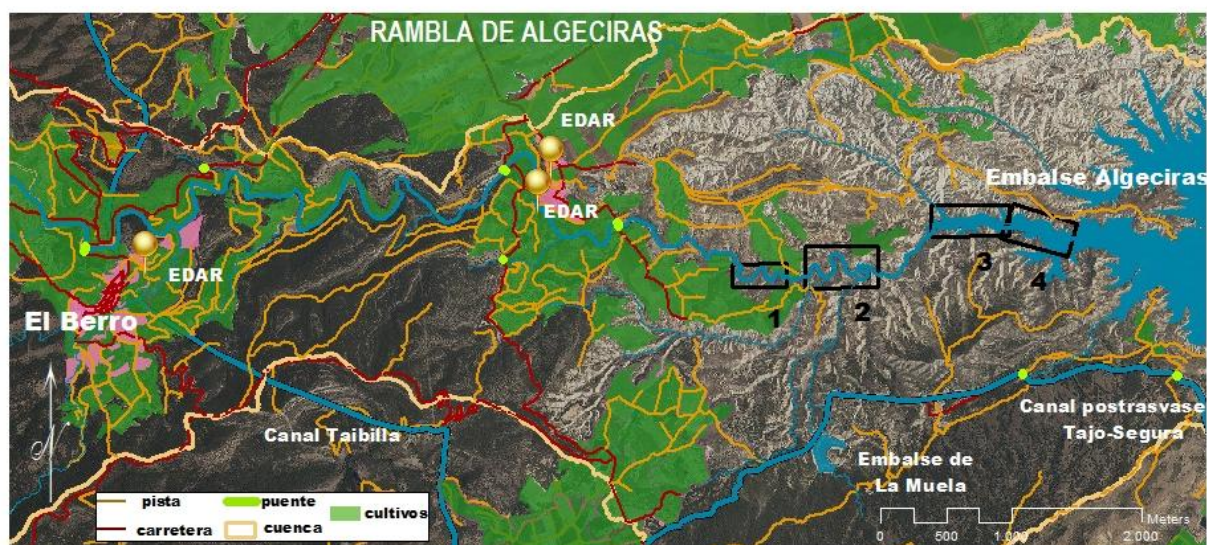 RAMBLA DE ALGECIRAS
EDAR
EDAR
EDAR
Embalse Algeciras
3
4
1
2
El Berro
N
Canal Taibilla
Canal postrasvase
Tajo-Segura
Embalse de
La Muela
pista
puente
cultivos
carretera
cuenca
0 500 1.000 2.000
Meters